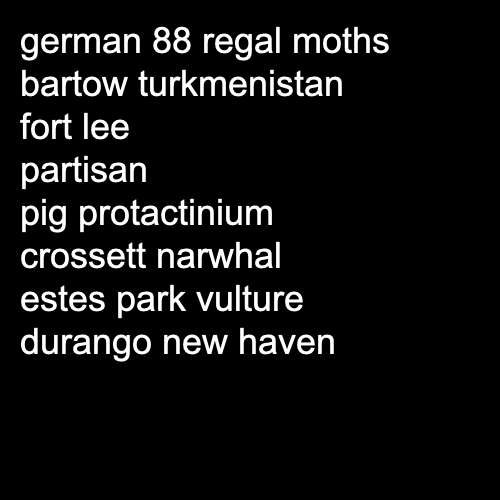 german 88 regal moths
bartow turkmenistan
fort lee
partisan
pig protactinium
crossett narwhal
estes park vulture
durango new haven